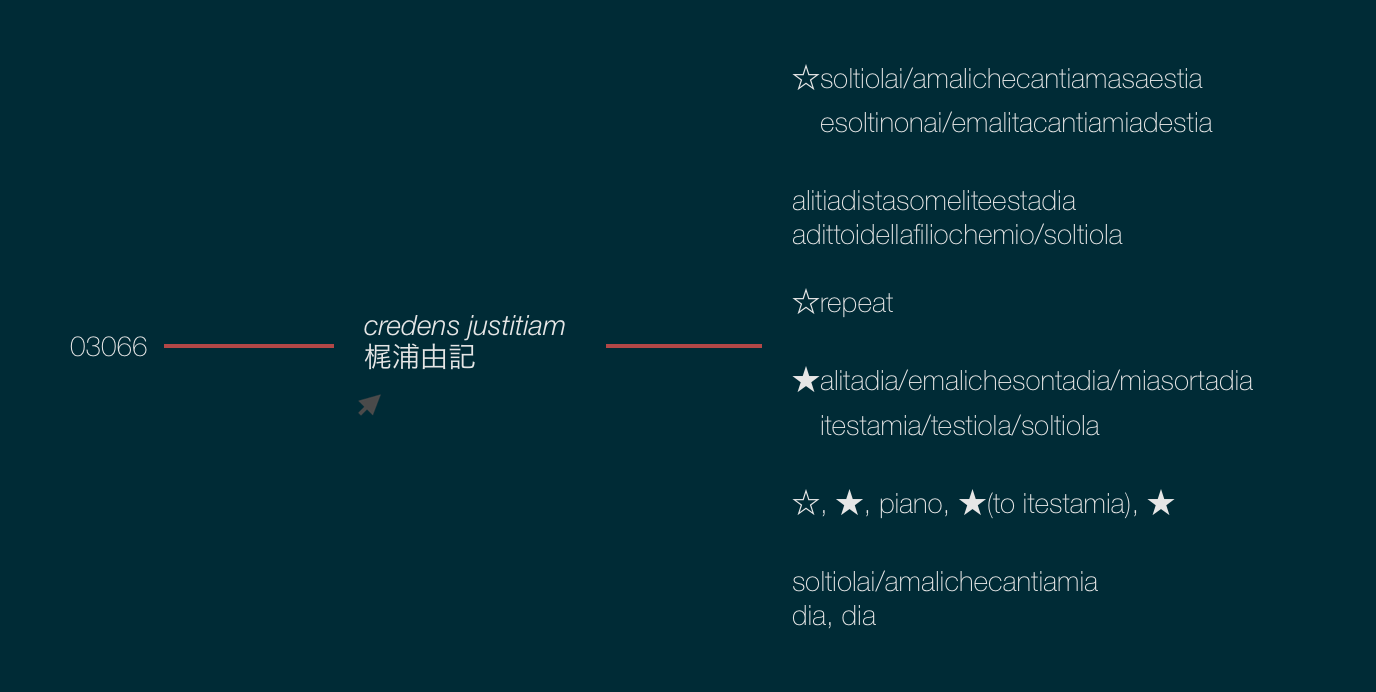 03066
credens justitiam
梶浦由記
☆soltiolai/amalichecantiamasaestia
esoltinonai/emalitacantiamiadestia
alitiadistasomeliteestadia
adittoidellafiliochemio/soltiola
☆repeat
★alitadia/emalichesontadia/miasortadia
itestamia/testiola/soltiola
☆, ★, piano, ★(to itestamia), ★
soltiolai/amalichecantiamia
dia, dia